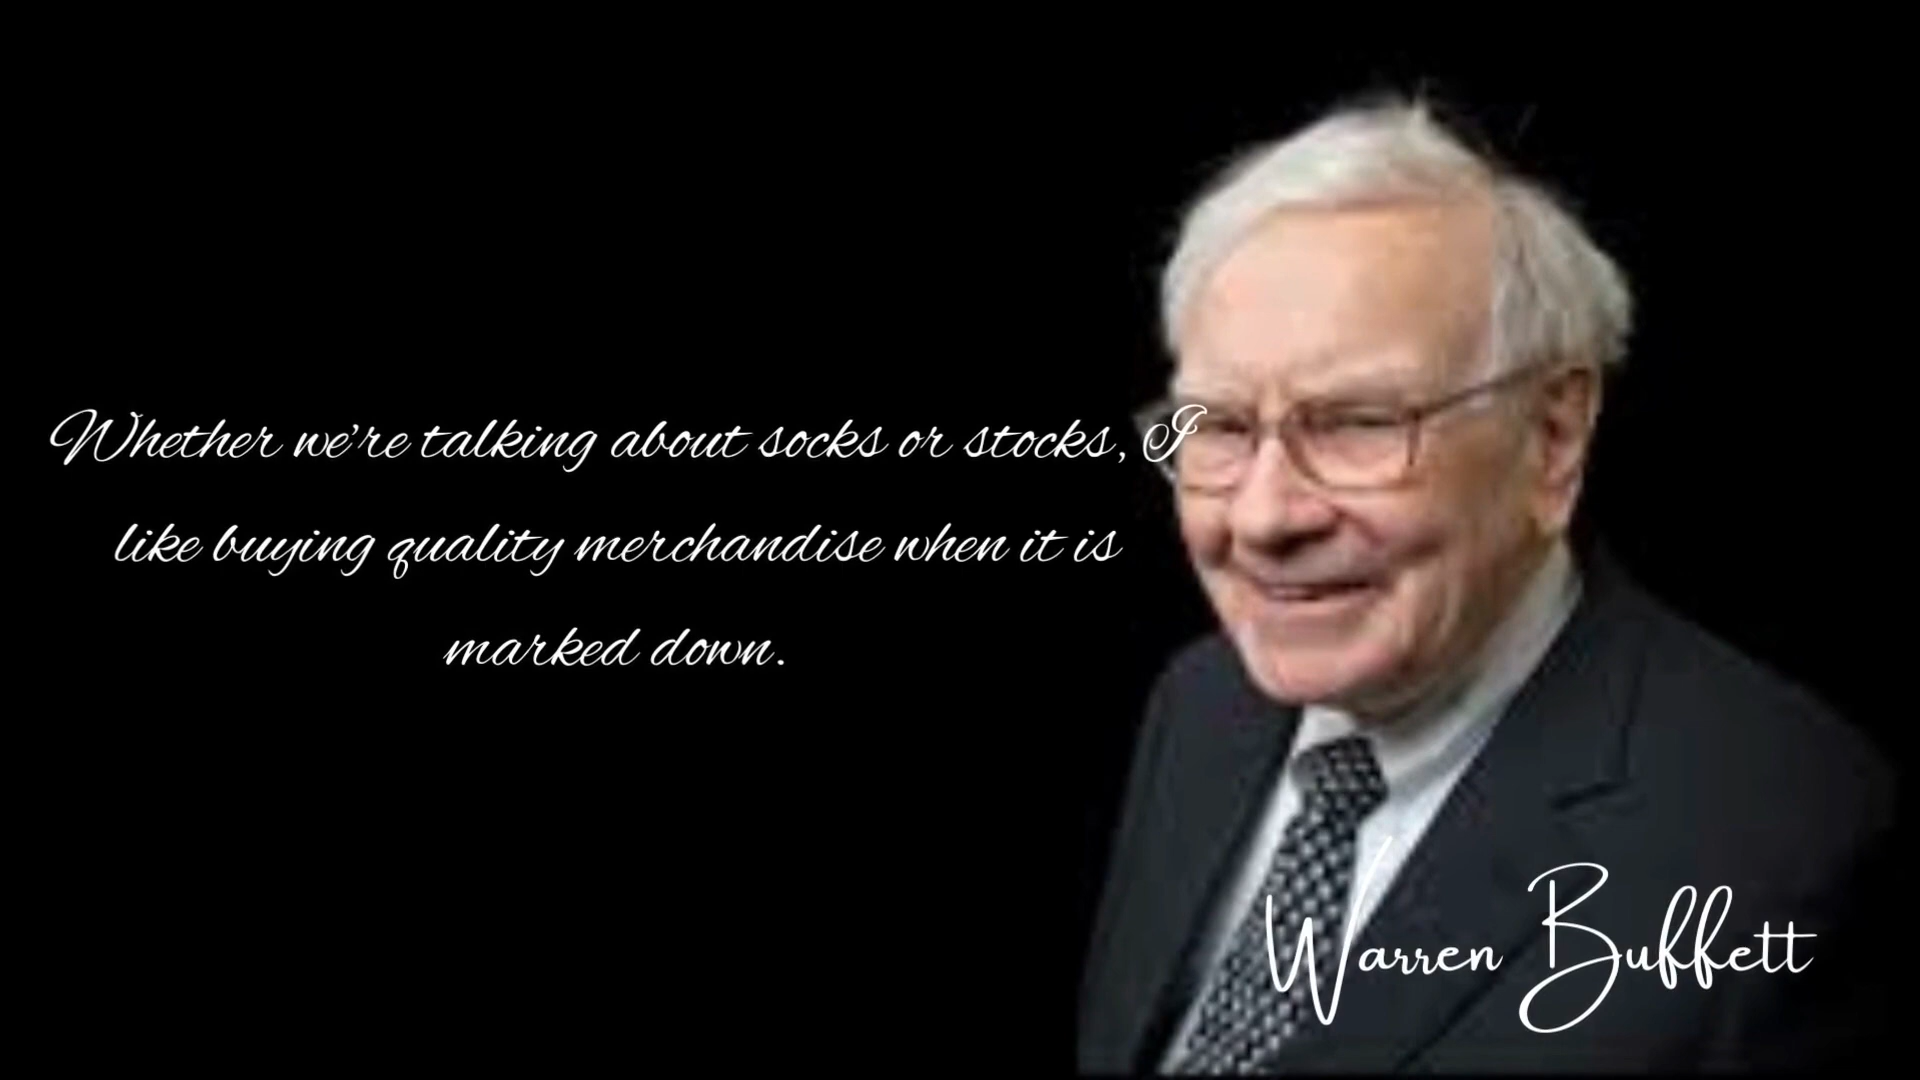 Whether we're talking about socks or stocks, I
like buying quality merchandise when it is
marked down.
Warren Buffett